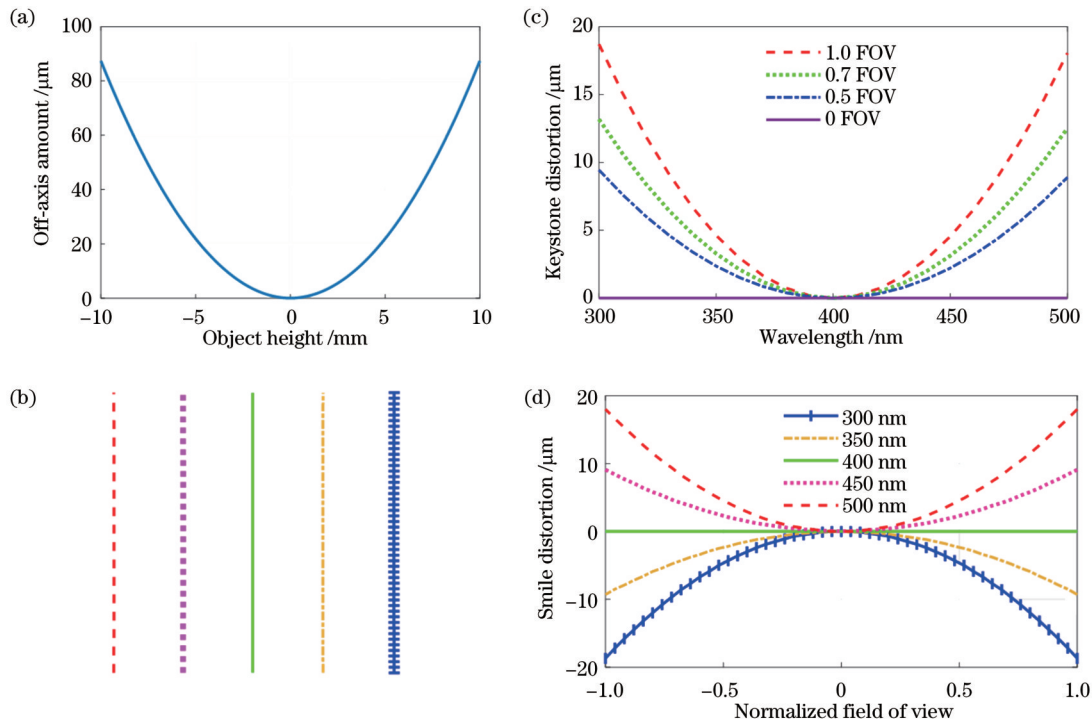 (a)
100
80
60
40
20
0
Off-axis amount /μm
−10
−5
0
5
10
Object height /mm
(c)
20
15
10
5
0
Keystone distortion /μm
1.0 FOV
0.7 FOV
0.5 FOV
0 FOV
300
350
400
450
500
Wavelength /nm
(b)
(d)
20
10
0
−10
−20
Smile distortion /μm
300 nm
350 nm
400 nm
450 nm
500 nm
−1.0
−0.5
0
0.5
1.0
Normalized field of view